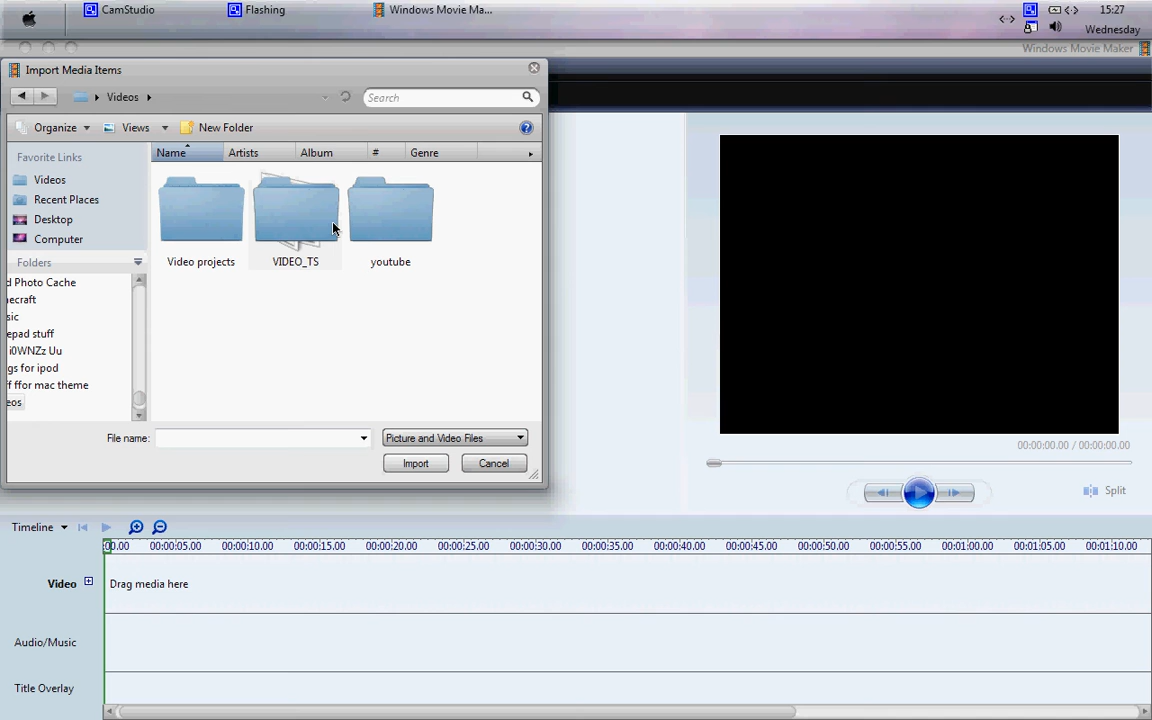 CamStudio
Flashing
Windows Movie Ma...
15:27
Wednesday
Windows Movie Maker
Import Media Items
Videos
Search
Organize
Views
New Folder
Favorite Links
Videos
Recent Places
Desktop
Computer
Folders
d Photo Cache
ecraft
sic
epad stuff
i0WNZz Uu
gs for ipod
ff ffor mac theme
eos
Name
Artists
Album
#
Genre
Video projects
VIDEO_TS
youtube
File name:
Picture and Video Files
Import
Cancel
00:00:00.00 / 00:00:00.00
Split
Timeline
:00.00 00:00:05.00 00:00:10.00 00:00:15.00 00:00:20.00 00:00:25.00 00:00:30.00 00:00:35.00 00:00:40.00 00:00:45.00 00:00:50.00 00:00:55.00 00:01:00.00 00:01:05.00 00:01:10.00
Video
Drag media here
Audio/Music
Title Overlay